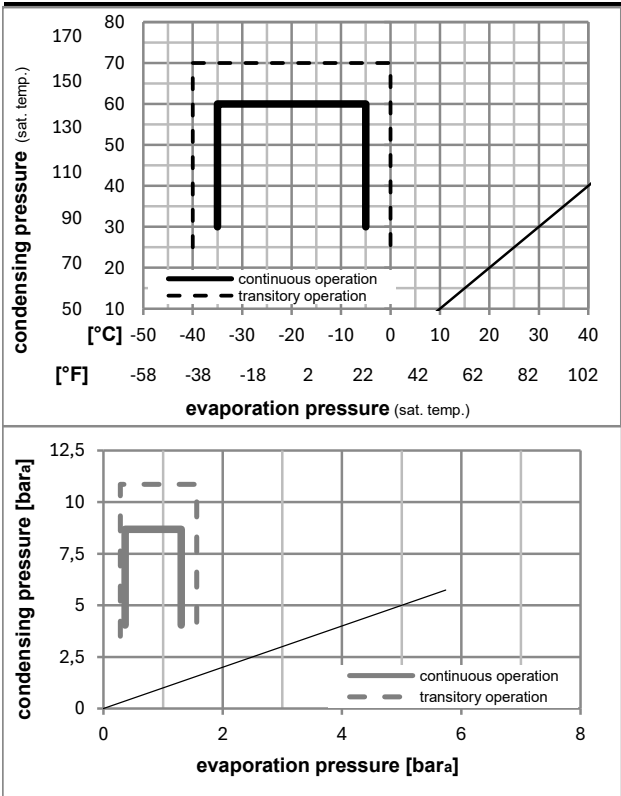 condensing pressure (sat. temp.)
170
150
130
110
90
70
50
80
70
60
50
40
30
20
10
continuous operation
transitory operation
[°C] -50 -40 -30 -20 -10 0 10 20 30 40
[°F] -58 -38 -18 2 22 42 62 82 102
evaporation pressure (sat. temp.)
condensing pressure [bara]
12,5
10
7,5
5
2,5
0
continuous operation
transitory operation
0 2 4 6 8
evaporation pressure [bara]